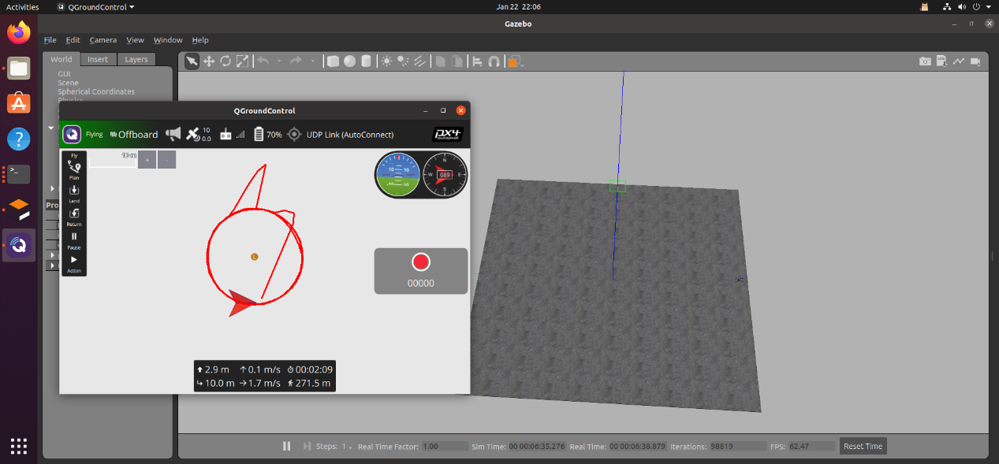 Activities QGroundControl Jan 22 22:06
Gazebo
File Edit Camera View Window Help
World Insert Layers
GUI
Scene
Spherical Coordinates
Physics
QGroundControl
Flying Offboard 10 0.0 70% UDP Link (AutoConnect) PX4 autopilot
Fly
Plan
Land
Return
Pause
Action
10 m + -
10 10
-10 10
N
W 089 E
S
L
00000
2.9 m 0.1 m/s 00:02:09
10.0 m 1.7 m/s 271.5 m
Pro
Steps: 1 Real Time Factor: 1.00 Sim Time: 00 00:06:35.276 Real Time: 00 00:06:38.879 Iterations: 98819 FPS: 62.47 Reset Time